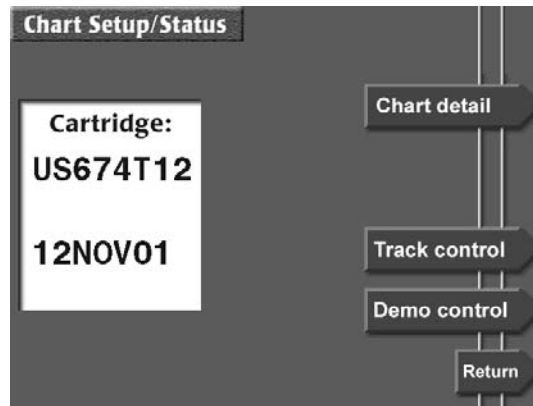 Chart Setup/Status
Chart detail
Cartridge:
US674T12
12NOV01
Track control
Demo control
Return